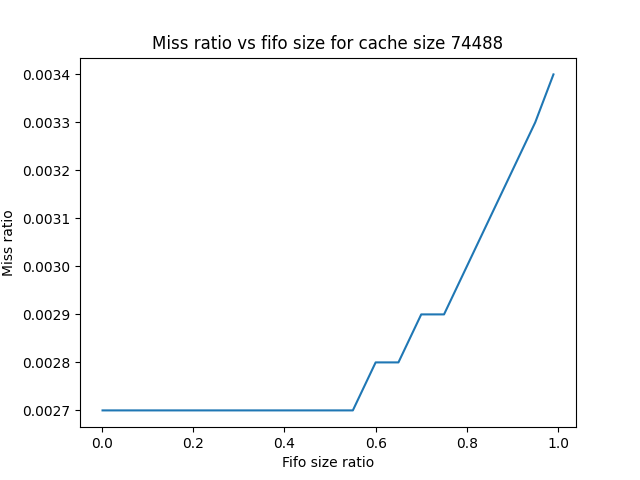 Miss ratio vs fifo size for cache size 74488
0.0034
0.0033
0.0032
0.0031
0.0030
0.0029
0.0028
0.0027
Miss ratio
0.0 0.2 0.4 0.6 0.8 1.0
Fifo size ratio